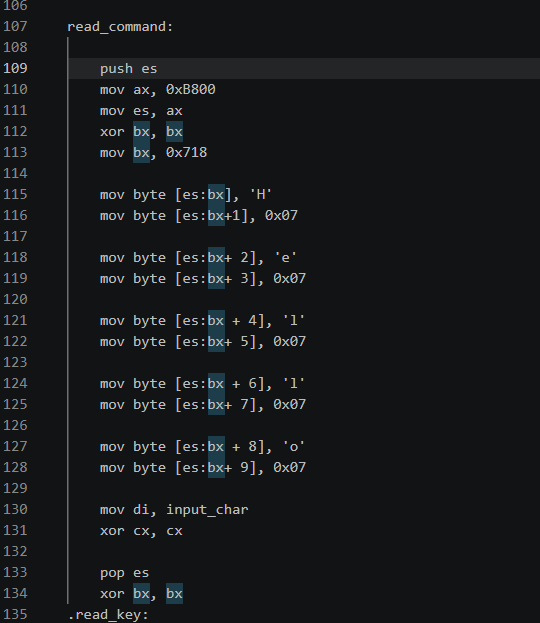 106
107 read_command:
108
109 push es
110 mov ax, 0xB800
111 mov es, ax
112 xor bx, bx
113 mov bx, 0x718
114
115 mov byte [es:bx], 'H'
116 mov byte [es:bx+1], 0x07
117
118 mov byte [es:bx+ 2], 'e'
119 mov byte [es:bx+ 3], 0x07
120
121 mov byte [es:bx + 4], 'l'
122 mov byte [es:bx+ 5], 0x07
123
124 mov byte [es:bx + 6], 'l'
125 mov byte [es:bx+ 7], 0x07
126
127 mov byte [es:bx + 8], 'o'
128 mov byte [es:bx+ 9], 0x07
129
130 mov di, input_char
131 xor cx, cx
132
133 pop es
134 xor bx, bx
135 .read_key: